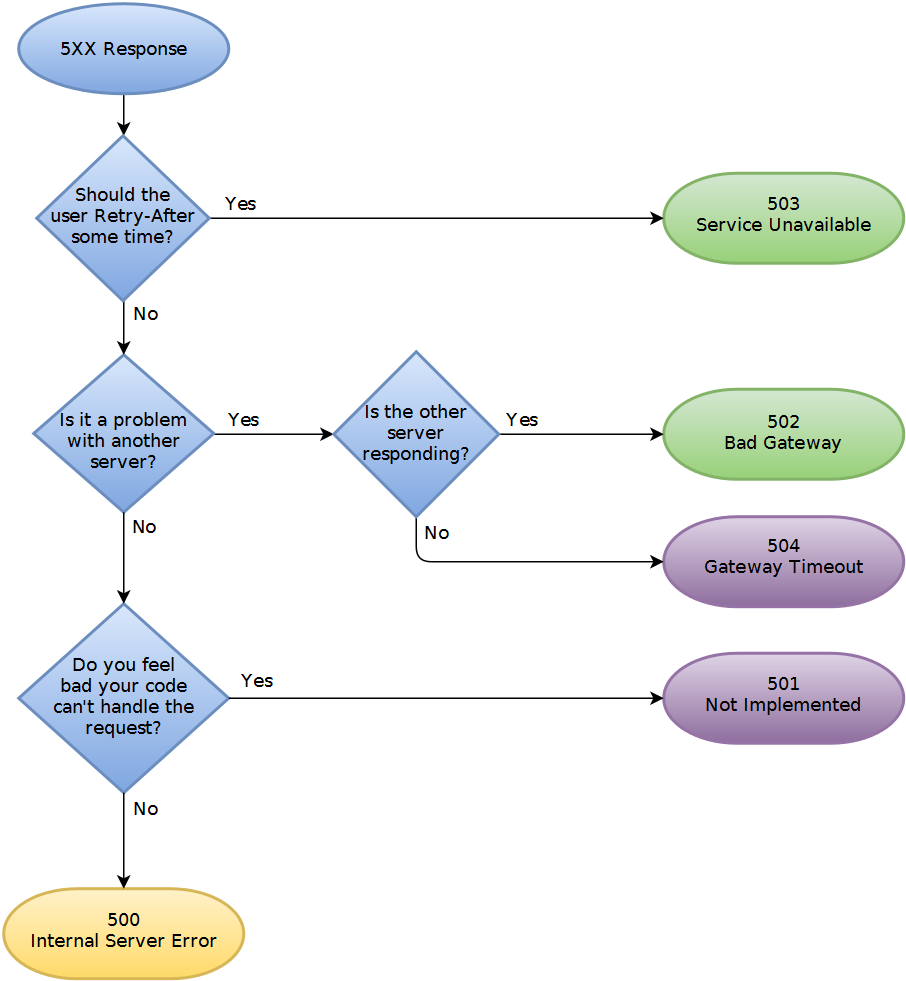 5XX Response
Should the
user Retry-After
some time?
Yes
503
Service Unavailable
No
Is it a problem
with another
server?
Yes
Is the other
server
responding?
Yes
502
Bad Gateway
No
504
Gateway Timeout
No
Do you feel
bad your code
can't handle the
request?
Yes
501
Not Implemented
No
500
Internal Server Error